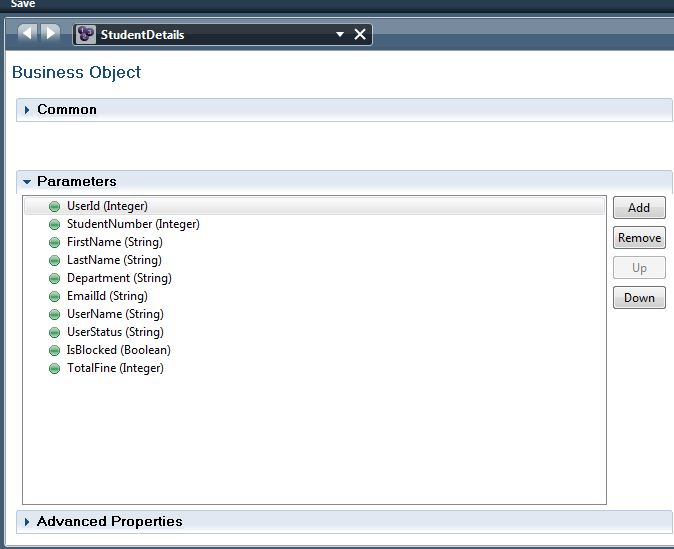 Save
StudentDetails
Business Object
Common
Parameters
UserId (Integer)
StudentNumber (Integer)
FirstName (String)
LastName (String)
Department (String)
EmailId (String)
UserName (String)
UserStatus (String)
IsBlocked (Boolean)
TotalFine (Integer)
Add
Remove
Up
Down
Advanced Properties